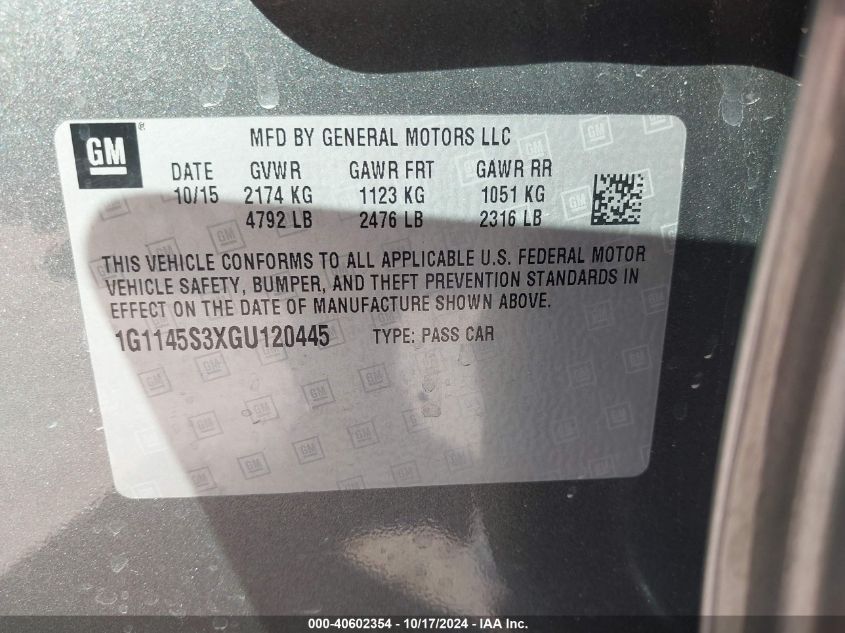 GM ®
MFD BY GENERAL MOTORS LLC
DATE GVWR GAWR FRT GAWR RR
10/15 2174 KG 1123 KG 1051 KG
4792 LB 2476 LB 2316 LB
THIS VEHICLE CONFORMS TO ALL APPLICABLE U.S. FEDERAL MOTOR
VEHICLE SAFETY, BUMPER, AND THEFT PREVENTION STANDARDS IN
EFFECT ON THE DATE OF MANUFACTURE SHOWN ABOVE.
1G1145S3XGU120445 TYPE: PASS CAR
000-40602354 - 10/17/2024 - IAA Inc.